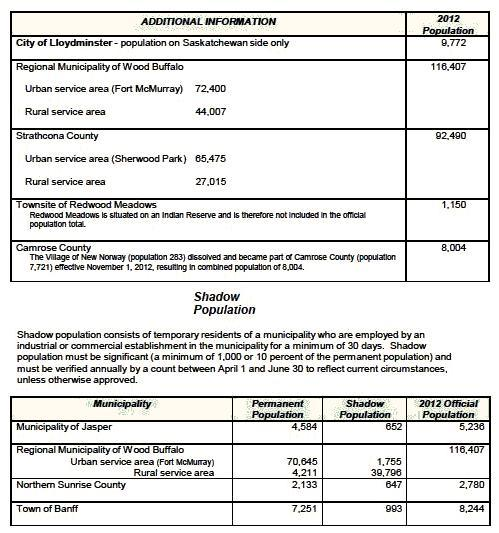 ADDITIONAL INFORMATION 2012 Population
City of Lloydminster - population on Saskatchewan side only 9,772
Regional Municipality of Wood Buffalo 116,407
Urban service area (Fort McMurray) 72,400
Rural service area 44,007
Strathcona County 92,490
Urban service area (Sherwood Park) 65,475
Rural service area 27,015
Townsite of Redwood Meadows 1,150
Redwood Meadows is situated on an Indian Reserve and is therefore not included in the official
population total.
Camrose County 8,004
The Village of New Norway (population 283) dissolved and became part of Camrose County (population
7,721) effective November 1, 2012, resulting in combined population of 8,004.
Shadow
Population
Shadow population consists of temporary residents of a municipality who are employed by an
industrial or commercial establishment in the municipality for a minimum of 30 days. Shadow
population must be significant (a minimum of 1,000 or 10 percent of the permanent population) and
must be verified annually by a count between April 1 and June 30 to reflect current circumstances,
unless otherwise approved.
Municipality Permanent Population Shadow Population 2012 Official Population
Municipality of Jasper 4,584 652 5,236
Regional Municipality of Wood Buffalo 116,407
Urban service area (Fort McMurray) 70,645 1,755
Rural service area 4,211 39,796
Northern Sunrise County 2,133 647 2,780
Town of Banff 7,251 993 8,244